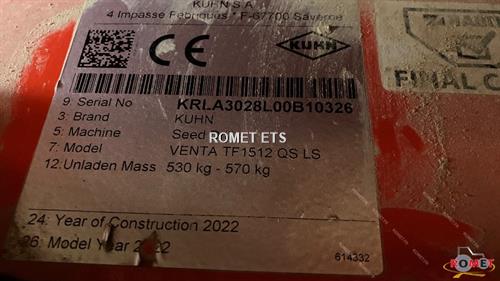 KUHN S.A
4 Impasse Fabriques * F-67700 Saverne
CE
KUHN
FINAL CO
9: Serial No KRLA3028L00B10326
3: Brand KUHN
5: Machine Seed
ROMET ETS
7: Model VENTA TF1512 QS LS
12: Unladen Mass 530 kg - 570 kg
24: Year of Construction 2022
26: Model Year 2022
614332
ROMET